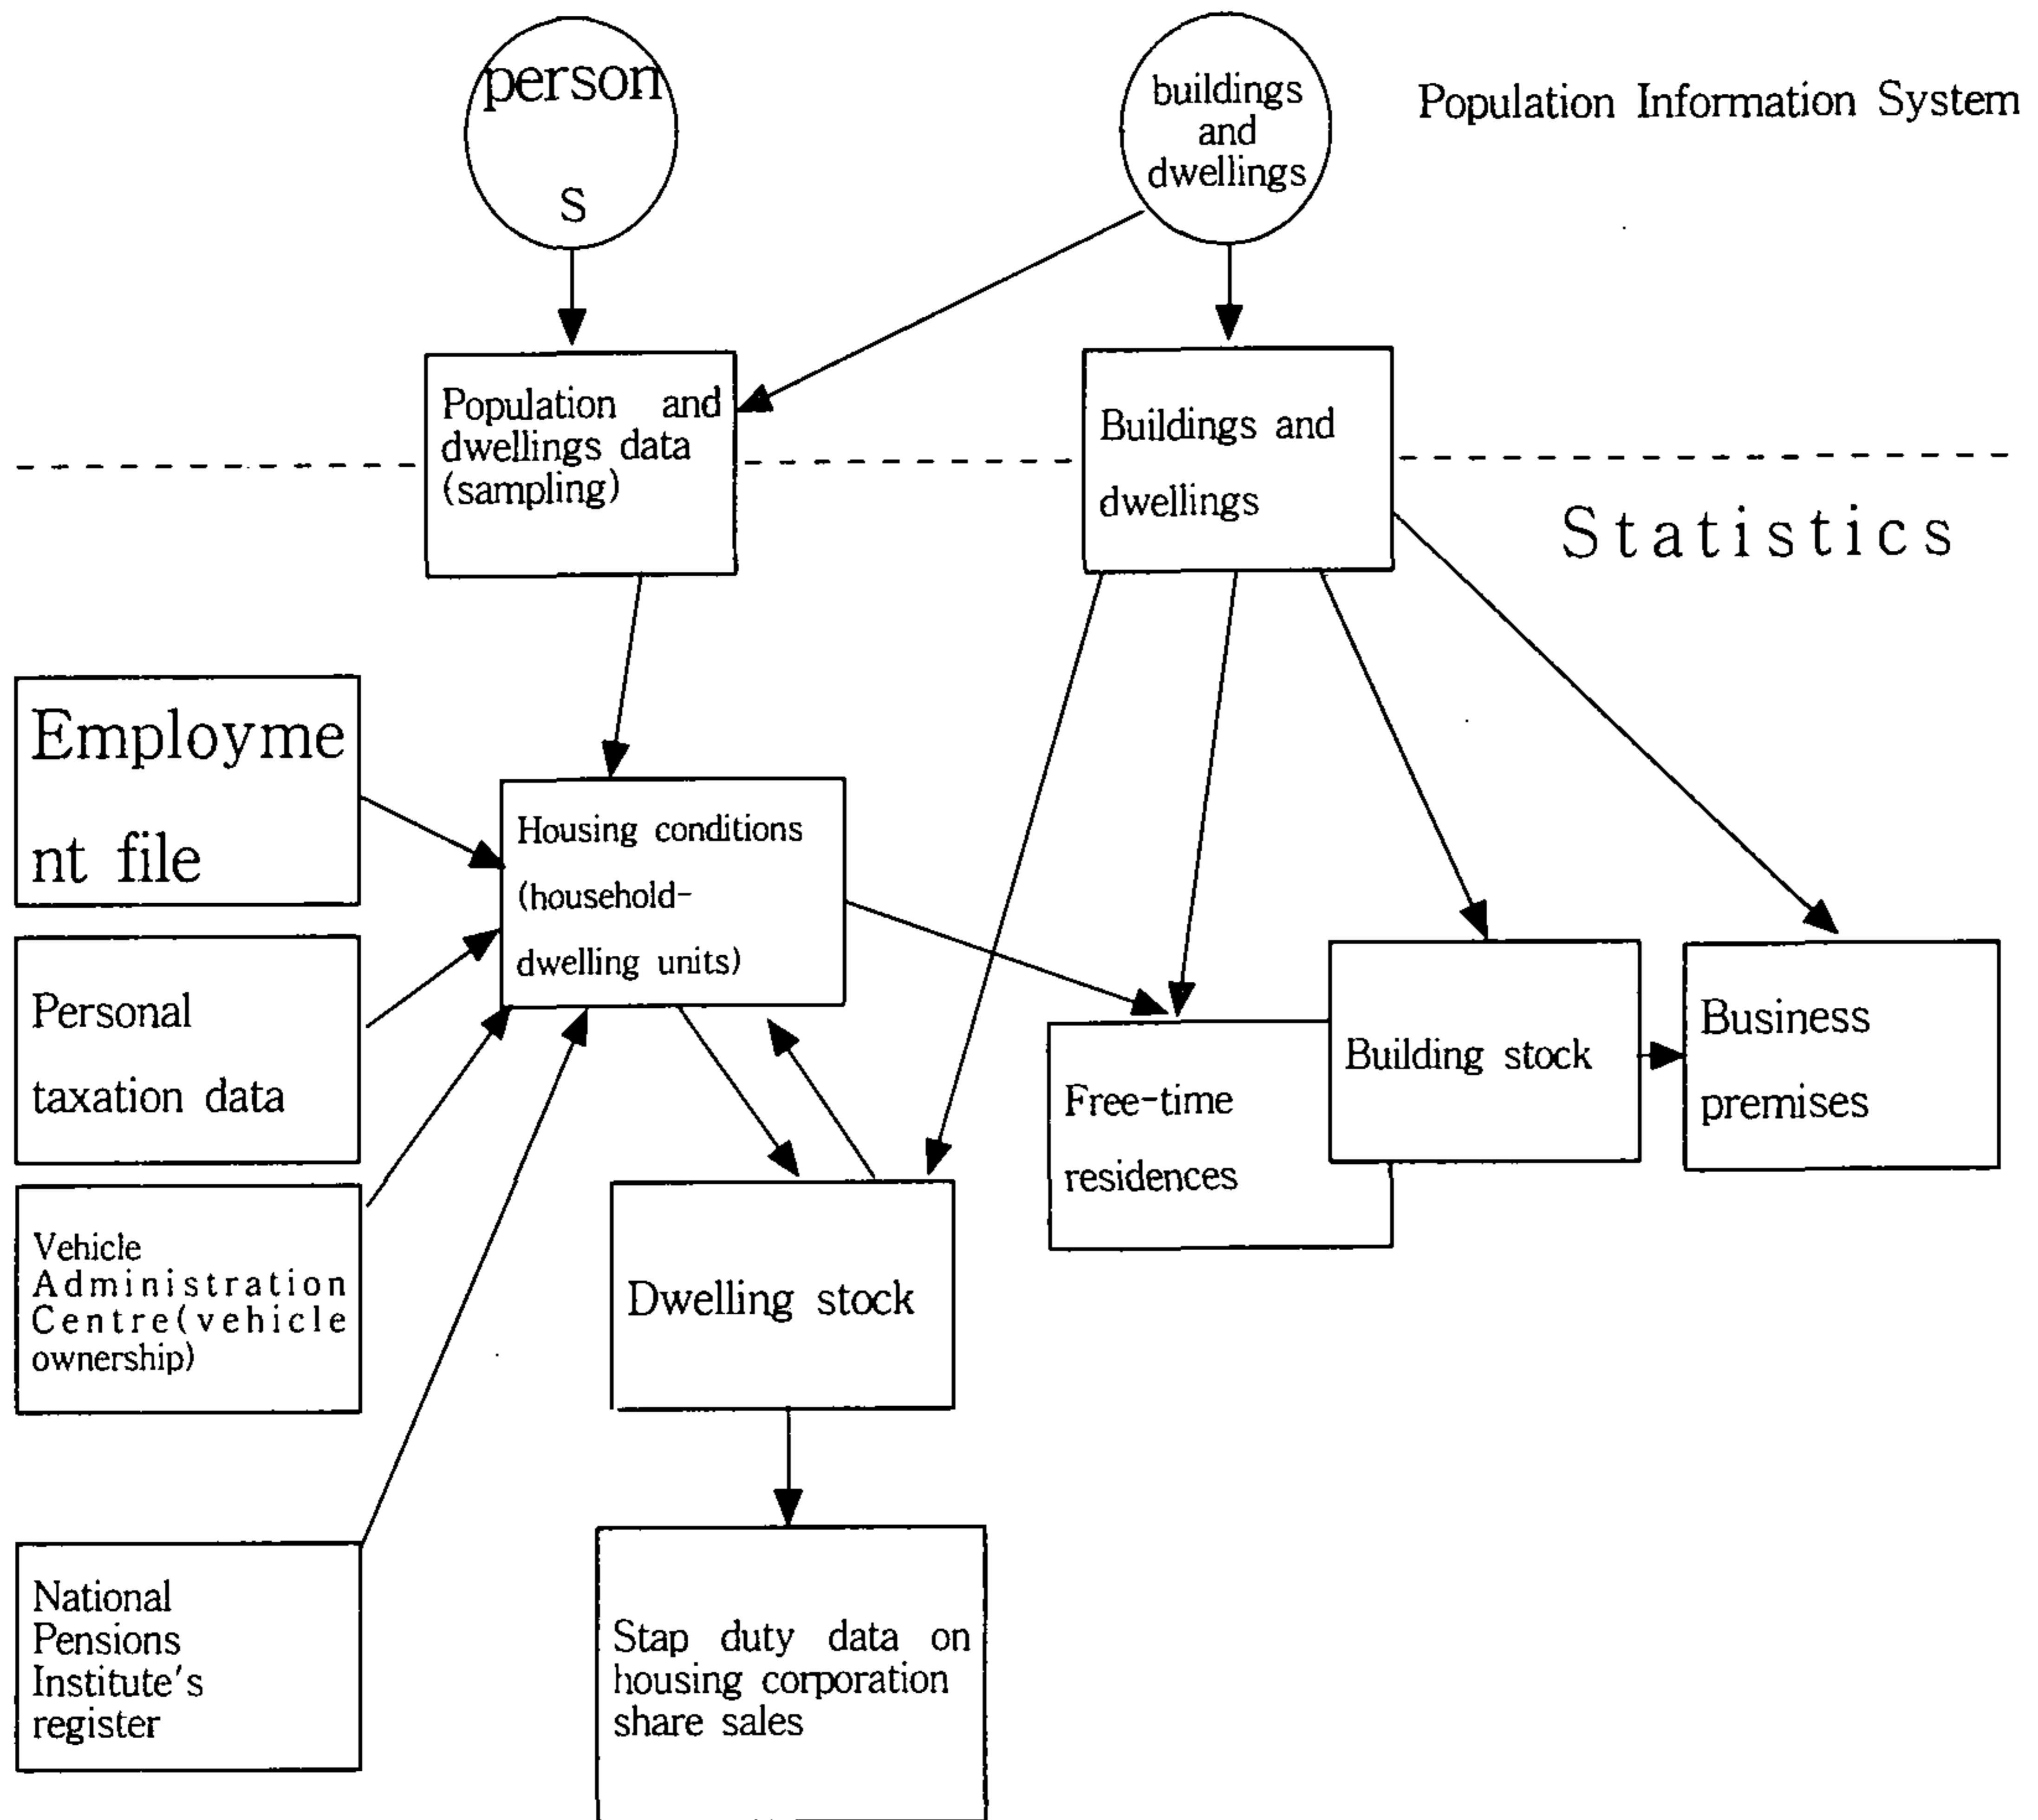 person
s
buildings
and
dwellings
Population Information System
Population and
dwellings data
(sampling)
Buildings and
dwellings
Statistics
Employme
nt file
Housing conditions
(household-
dwelling units)
Personal
taxation data
Building stock
Business
premises
Free-time
residences
Vehicle
Administration
Centre(vehicle
ownership)
Dwelling stock
National
Pensions
Institute's
register
Stap duty data on
housing corporation
share sales